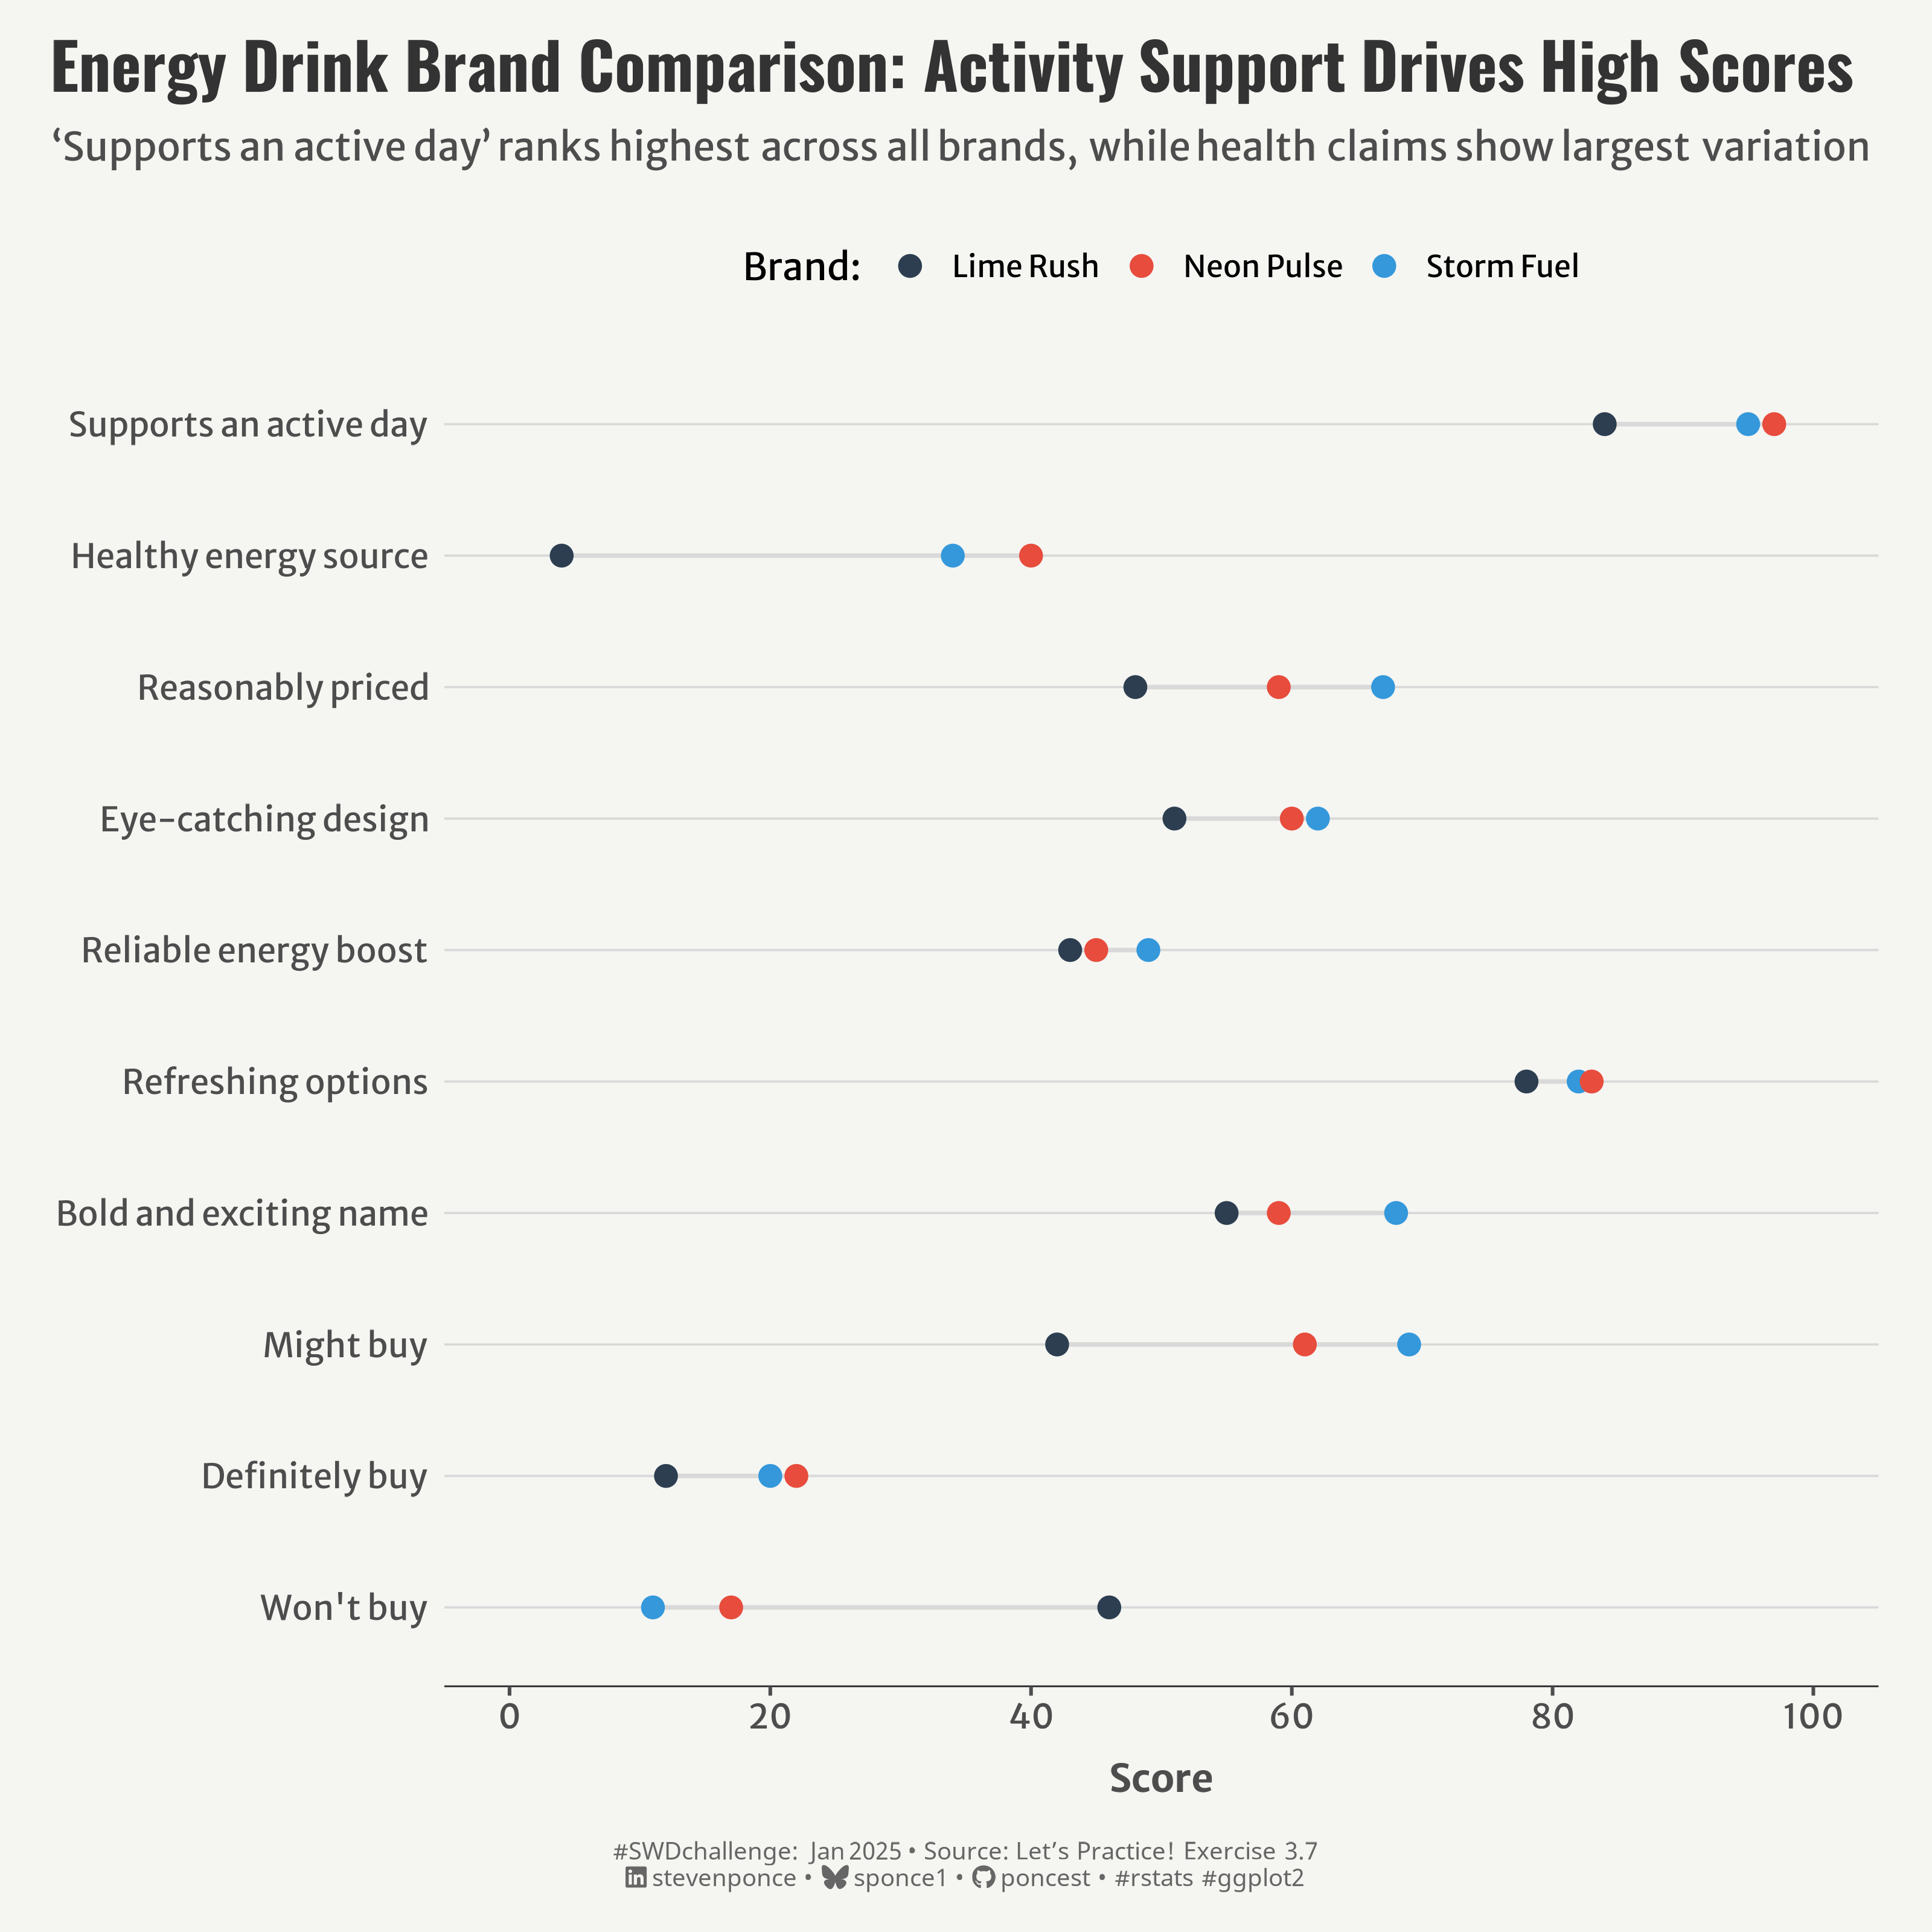 Energy Drink Brand Comparison: Activity Support Drives High Scores
‘Supports an active day’ ranks highest across all brands, while health claims show largest variation
Brand: Lime Rush Neon Pulse Storm Fuel
Supports an active day
Healthy energy source
Reasonably priced
Eye-catching design
Reliable energy boost
Refreshing options
Bold and exciting name
Might buy
Definitely buy
Won't buy
0 20 40 60 80 100
Score
#SWDchallenge: Jan 2025 • Source: Let’s Practice! Exercise 3.7
stevenponce • sponce1 • poncest • #rstats #ggplot2